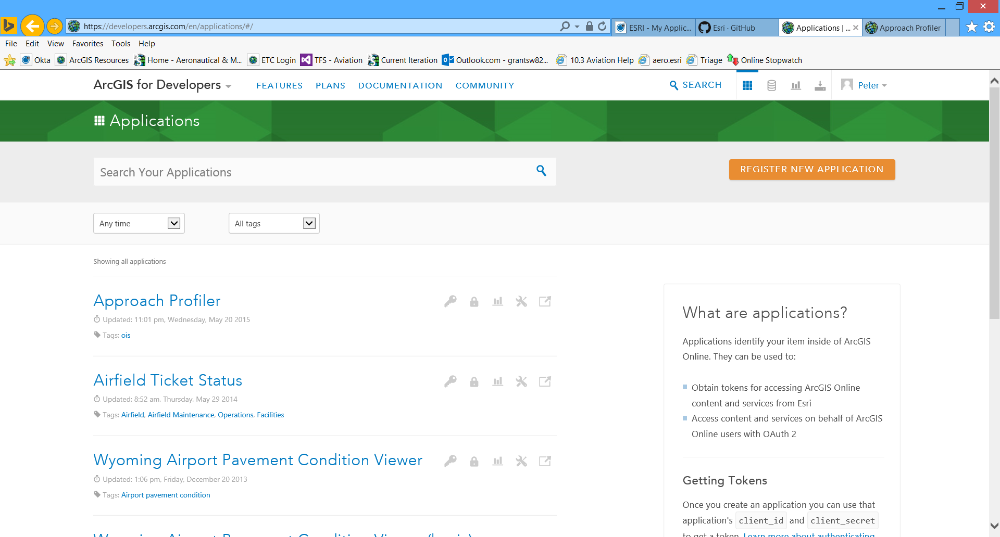 https://developers.arcgis.com/en/applications/#/
ESRI - My Applic...
Esri · GitHub
Applications | ...
Approach Profiler
File Edit View Favorites Tools Help
Okta
ArcGIS Resources
Home - Aeronautical & M...
ETC Login
TFS - Aviation
Current Iteration
Outlook.com - grantsw82...
10.3 Aviation Help
aero.esri
Triage
Online Stopwatch
ArcGIS for Developers
FEATURES PLANS DOCUMENTATION COMMUNITY
SEARCH
Peter
Applications
Search Your Applications
REGISTER NEW APPLICATION
Any time
All tags
Showing all applications
Approach Profiler
Updated: 11:01 pm, Wednesday, May 20 2015
Tags: ois
Airfield Ticket Status
Updated: 8:52 am, Thursday, May 29 2014
Tags: Airfield, Airfield Maintenance, Operations, Facilities
Wyoming Airport Pavement Condition Viewer
Updated: 1:06 pm, Friday, December 20 2013
Tags: Airport pavement condition
What are applications?
Applications identify your item inside of ArcGIS
Online. They can be used to:
Obtain tokens for accessing ArcGIS Online
content and services from Esri
Access content and services on behalf of ArcGIS
Online users with OAuth 2
Getting Tokens
Once you create an application you can use that
application's client_id and client_secret
to get a token. Learn more about authenticating